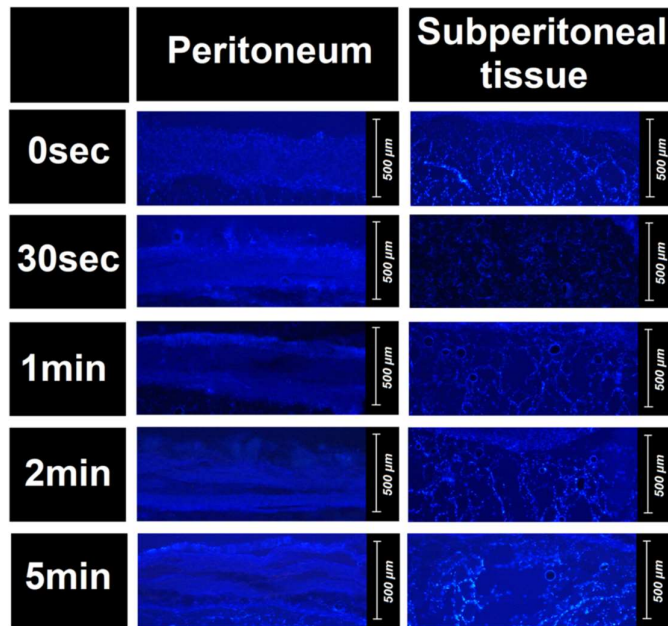 Peritoneum
Subperitoneal
tissue
0sec
500 µm
500 µm
30sec
500 µm
500 µm
1min
500 µm
500 µm
2min
500 µm
500 µm
5min
500 µm
500 µm